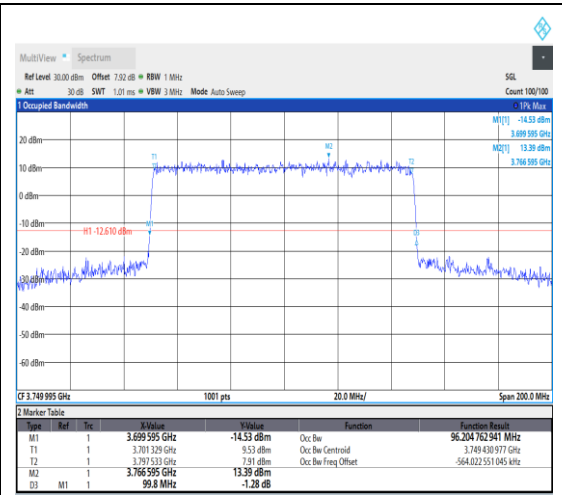 MultiView Spectrum
Ref Level 30.00 dBm Offset 7.92 dB RBW 1 MHz SGL
Att 30 dB SWT 1.01 ms VBW 3 MHz Mode Auto Sweep Count 100/100
1 Occupied Bandwidth 1Pk Max
M1[1] -14.53 dBm
3.699 595 GHz
M2[1] 13.39 dBm
3.766 595 GHz
20 dBm
M2
T1
T2
10 dBm
0 dBm
-10 dBm
M1
H1 -12.610 dBm
D3
-20 dBm
-30 dBm
-40 dBm
-50 dBm
-60 dBm
CF 3.749 995 GHz 1001 pts 20.0 MHz/ Span 200.0 MHz
2 Marker Table
Type Ref Trc X-Value Y-Value Function Function Result
M1 1 3.699 595 GHz -14.53 dBm Occ Bw 96.204 762 941 MHz
T1 1 3.701 329 GHz 9.53 dBm Occ Bw Centroid 3.749 430 977 GHz
T2 1 3.797 533 GHz 7.91 dBm Occ Bw Freq Offset -564.022 551 045 kHz
M2 1 3.766 595 GHz 13.39 dBm
D3 M1 1 99.8 MHz -1.28 dB